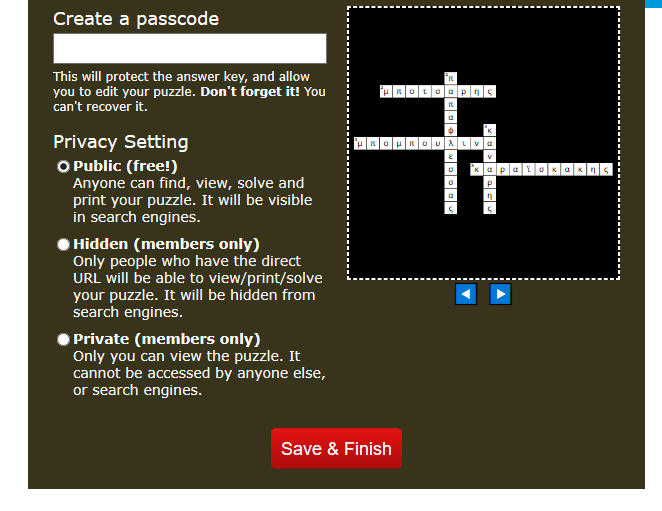 Create a passcode
This will protect the answer key, and allow
you to edit your puzzle. Don't forget it! You
can't recover it.
Privacy Setting
Public (free!)
Anyone can find, view, solve and
print your puzzle. It will be visible
in search engines.
Hidden (members only)
Only people who have the direct
URL will be able to view/print/solve
your puzzle. It will be hidden from
search engines.
Private (members only)
Only you can view the puzzle. It
cannot be accessed by anyone else,
or search engines.
παπαφλεσσας
μποτσαρης
καναρης
μπομπουλινα
καραϊσκακης
Save & Finish